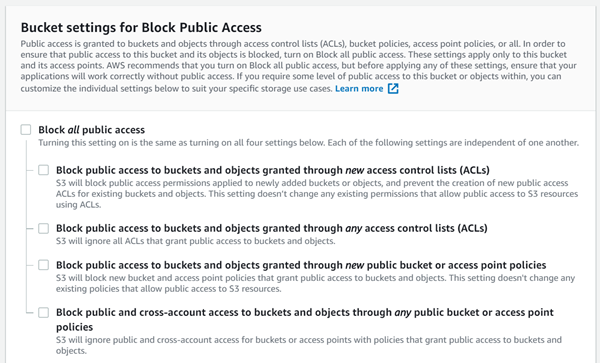 Bucket settings for Block Public Access
Public access is granted to buckets and objects through access control lists (ACLs), bucket policies, access point policies, or all. In order to
ensure that public access to this bucket and its objects is blocked, turn on Block all public access. These settings apply only to this bucket
and its access points. AWS recommends that you turn on Block all public access, but before applying any of these settings, ensure that your
applications will work correctly without public access. If you require some level of public access to this bucket or objects within, you can
customize the individual settings below to suit your specific storage use cases. Learn more
Block all public access
Turning this setting on is the same as turning on all four settings below. Each of the following settings are independent of one another.
Block public access to buckets and objects granted through new access control lists (ACLs)
S3 will block public access permissions applied to newly added buckets or objects, and prevent the creation of new public access
ACLs for existing buckets and objects. This setting doesn't change any existing permissions that allow public access to S3 resources
using ACLs.
Block public access to buckets and objects granted through any access control lists (ACLs)
S3 will ignore all ACLs that grant public access to buckets and objects.
Block public access to buckets and objects granted through new public bucket or access point policies
S3 will block new bucket and access point policies that grant public access to buckets and objects. This setting doesn't change any
existing policies that allow public access to S3 resources.
Block public and cross-account access to buckets and objects through any public bucket or access point
policies
S3 will ignore public and cross-account access for buckets or access points with policies that grant public access to buckets and
objects.